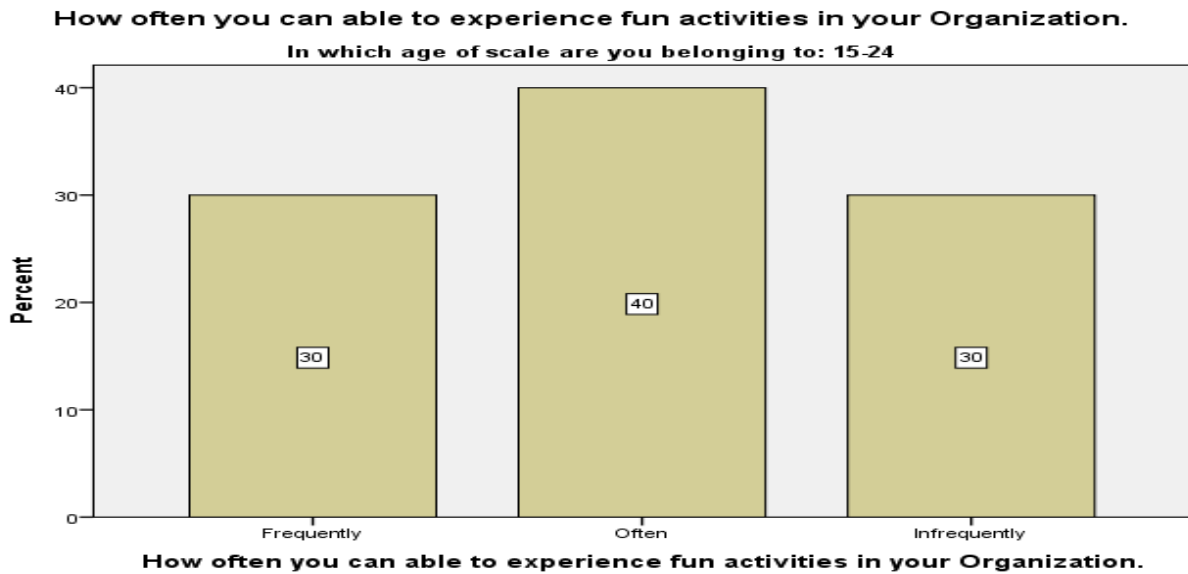 How often you can able to experience fun activities in your Organization.
In which age of scale are you belonging to: 15-24
Percent
40
30
20
10
0
30
40
30
Frequently
Often
Infrequently
How often you can able to experience fun activities in your Organization.